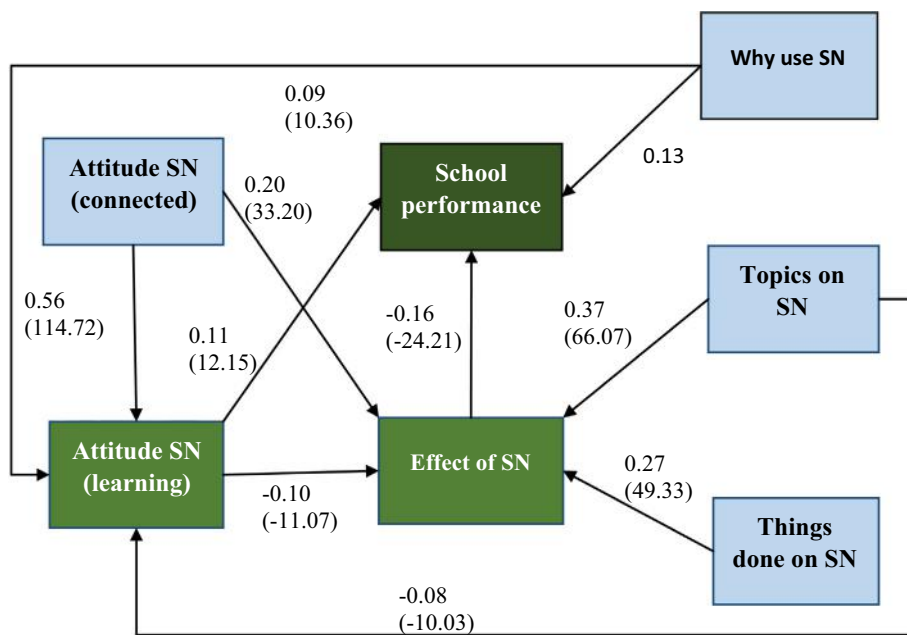 Why use SN
0.09
(10.36)
Attitude SN
(connected)
0.20
(33.20)
School
performance
0.13
Topics on
SN
0.56
(114.72)
0.11
(12.15)
-0.16
(-24.21)
0.37
(66.07)
Attitude SN
(learning)
Effect of SN
-0.10
(-11.07)
0.27
(49.33)
Things
done on SN
-0.08
(-10.03)